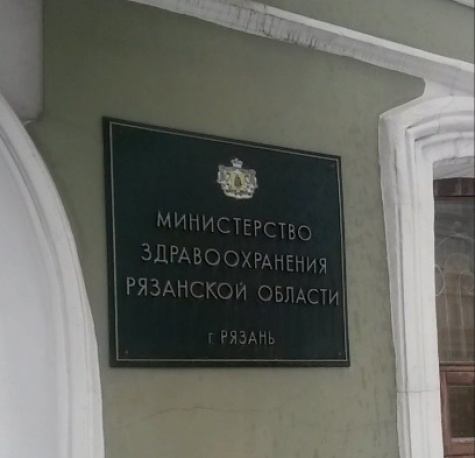 МИНИСТЕРСТВО
ЗДРАВООХРАНЕНИЯ
РЯЗАНСКОЙ ОБЛАСТИ
г. РЯЗАНЬ